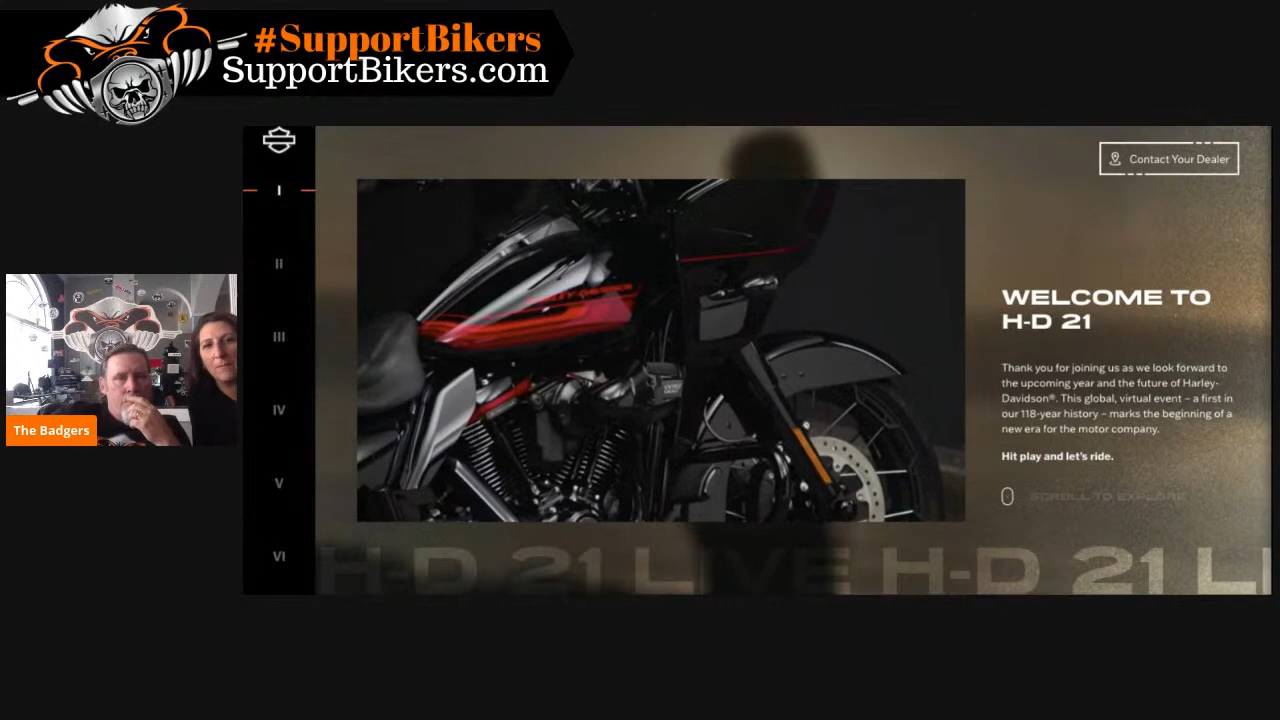 #SupportBikers
SupportBikers.com
Contact Your Dealer
I
II
III
IV
V
VI
WELCOME TO
H-D 21
Thank you for joining us as we look forward to
the upcoming year and the future of Harley-
Davidson®. This global, virtual event – a first in
our 118-year history – marks the beginning of a
new era for the motor company.
Hit play and let's ride.
SCROLL TO EXPLORE
The Badgers
H-D 21 LIVE H-D 21 LI